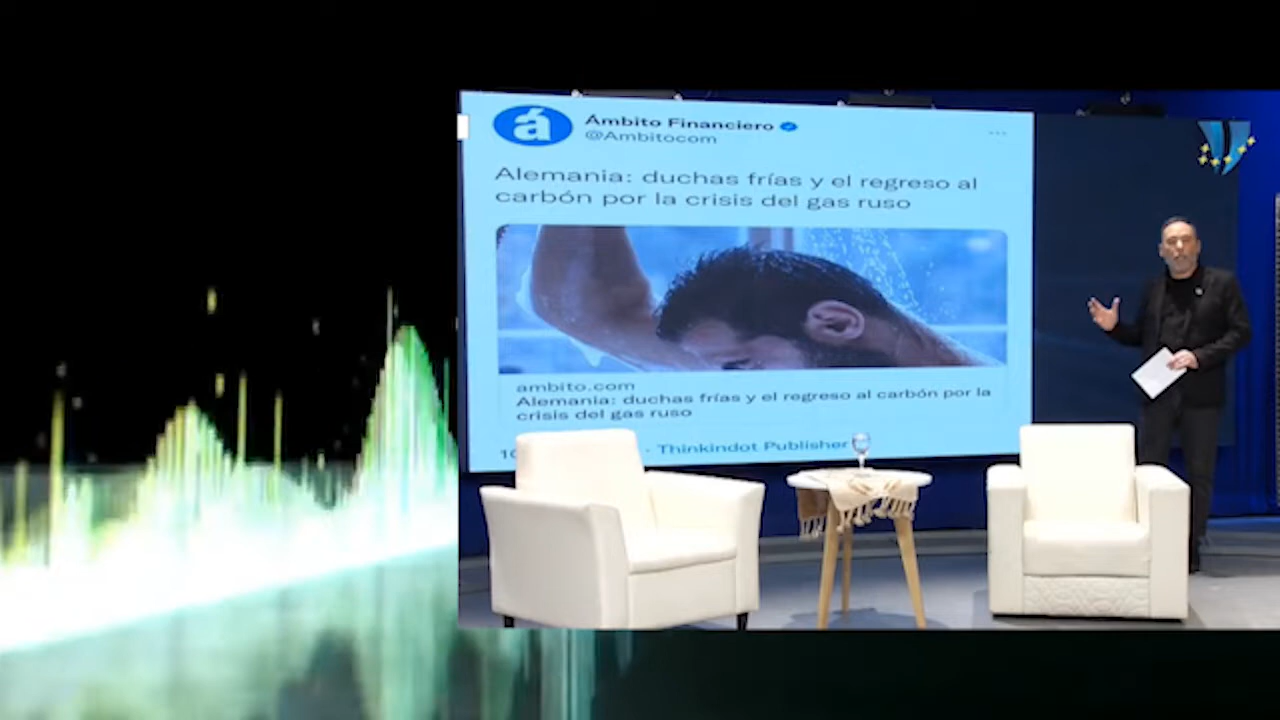 á
Ámbito Financiero
@Ambitocom
Alemania: duchas frías y el regreso al
carbón por la crisis del gas ruso
ambito.com
Alemania: duchas frías y el regreso al carbón por la
crisis del gas ruso
· Thinkindot Publisher